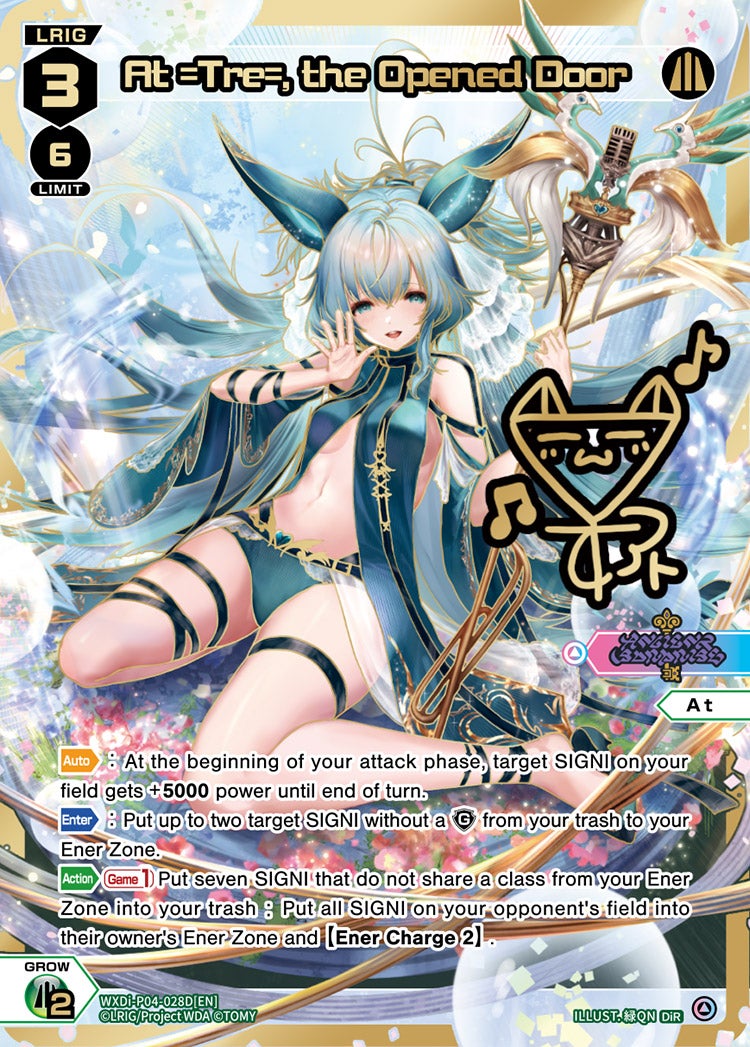 LRIG
3
At =Tre=, the Opened Door
6
LIMIT
アト
At
Auto : At the beginning of your attack phase, target SIGNI on your
field gets +5000 power until end of turn.
Enter : Put up to two target SIGNI without a G from your trash to your
Ener Zone.
Action Game 1 Put seven SIGNI that do not share a class from your Ener
Zone into your trash : Put all SIGNI on your opponent's field into
their owner's Ener Zone and 【Ener Charge 2】.
GROW
2
WXDi-P04-028D[EN]
©LRIG/Project WDA ©TOMY
ILLUST. 緑QN DiR